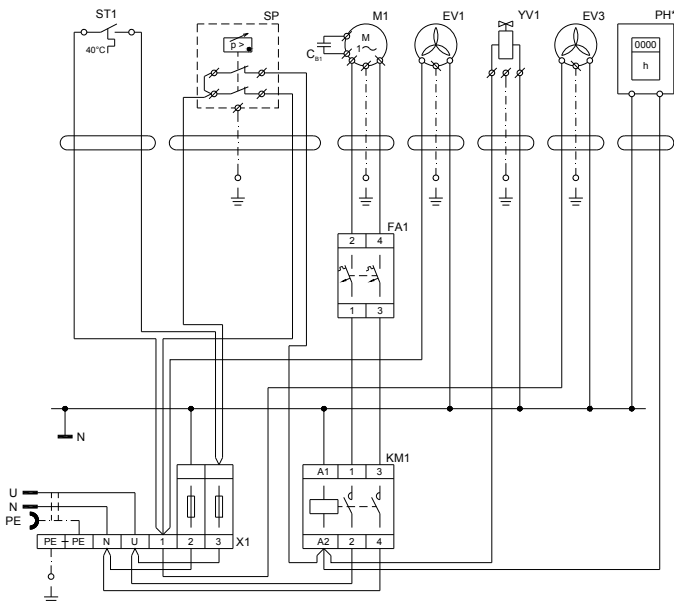 ST1 SP M1 EV1 YV1 EV3 PH*
40°C
p >
C B1
M
1~
0000
h
FA1
2 4
1 3
N
KM1
A1 1 3
U
N
PE
PE PE N U 1 2 3 X1
A2 2 4